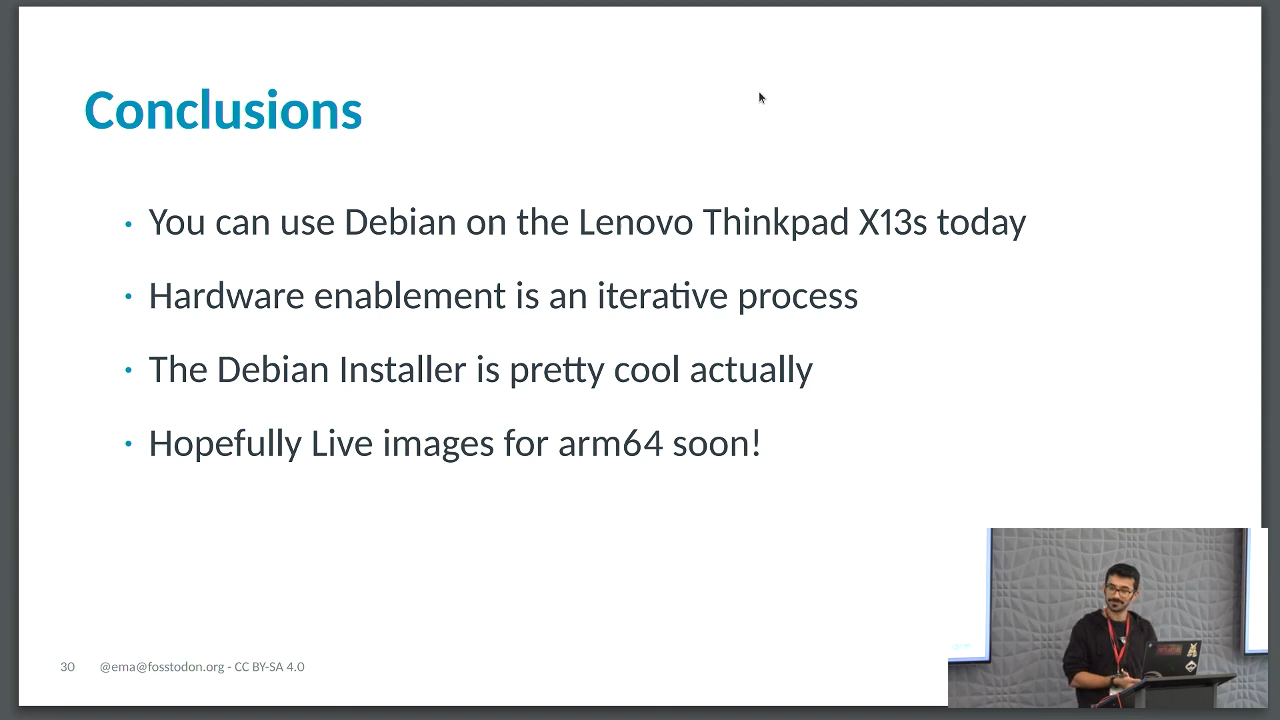 Conclusions
· You can use Debian on the Lenovo Thinkpad X13s today
· Hardware enablement is an iterative process
· The Debian Installer is pretty cool actually
· Hopefully Live images for arm64 soon!
30 @ema@fosstodon.org - CC BY-SA 4.0